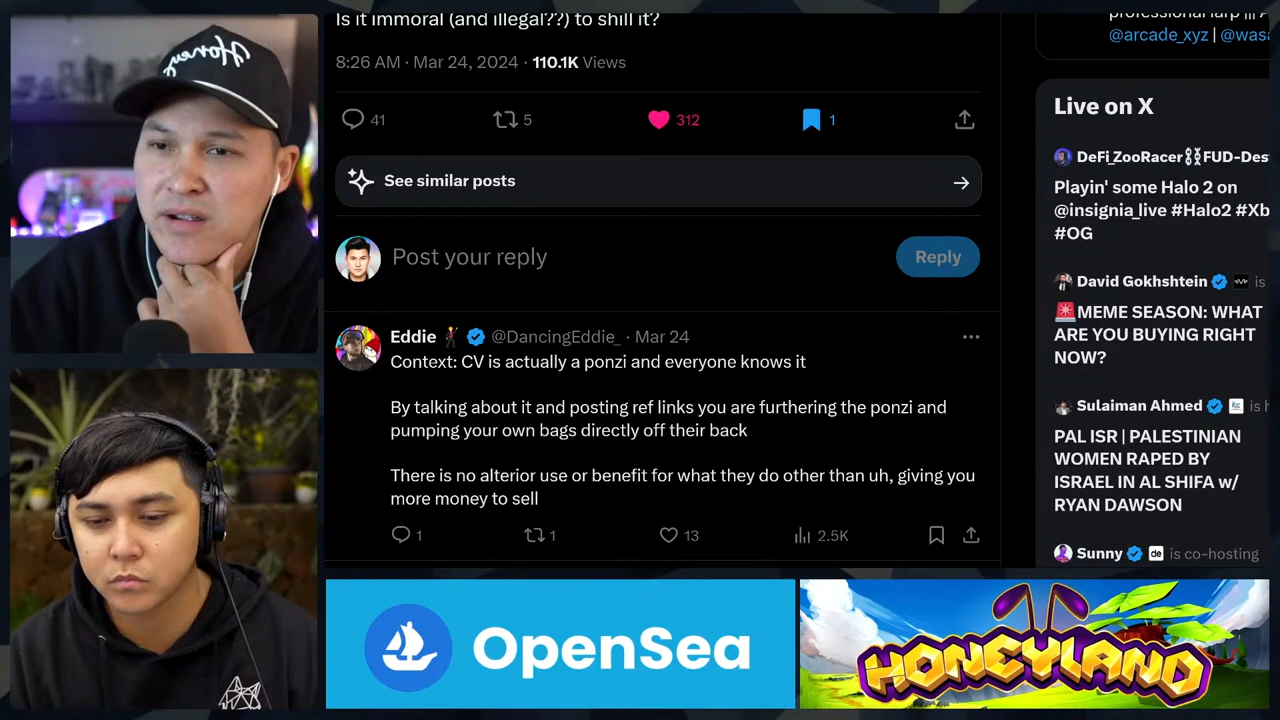 Honey
Is it immoral (and illegal??) to shill it?
8:26 AM · Mar 24, 2024 · 110.1K Views
41
5
312
1
See similar posts
Post your reply
Reply
Eddie @DancingEddie_ · Mar 24
Context: CV is actually a ponzi and everyone knows it
By talking about it and posting ref links you are furthering the ponzi and
pumping your own bags directly off their back
There is no alterior use or benefit for what they do other than uh, giving you
more money to sell
1
1
13
2.5K
@arcade_xyz | @wasa
Live on X
DeFi_ZooRacer FUD-Des
Playin' some Halo 2 on
@insignia_live #Halo2 #Xb
#OG
David Gokhshtein is
MEME SEASON: WHAT
ARE YOU BUYING RIGHT
NOW?
Sulaiman Ahmed is h
PAL ISR | PALESTINIAN
WOMEN RAPED BY
ISRAEL IN AL SHIFA w/
RYAN DAWSON
Sunny de is co-hosting
OpenSea
HONEYLAND